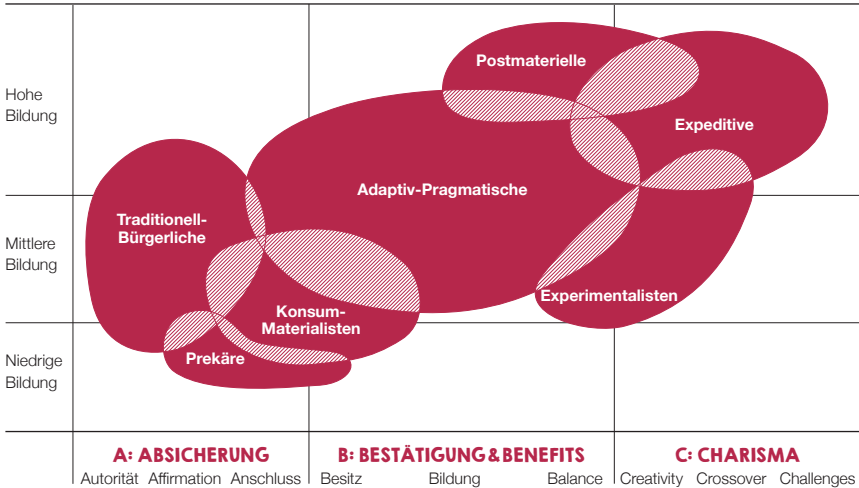 Postmaterielle
Hohe
Bildung
Expeditive
Adaptiv-Pragmatische
Traditionell-
Bürgerliche
Mittlere
Bildung
Experimentalisten
Konsum-
Materialisten
Prekäre
Niedrige
Bildung
A: ABSICHERUNG B: BESTÄTIGUNG & BENEFITS C: CHARISMA
Autorität Affirmation Anschluss Besitz Bildung Balance Creativity Crossover Challenges